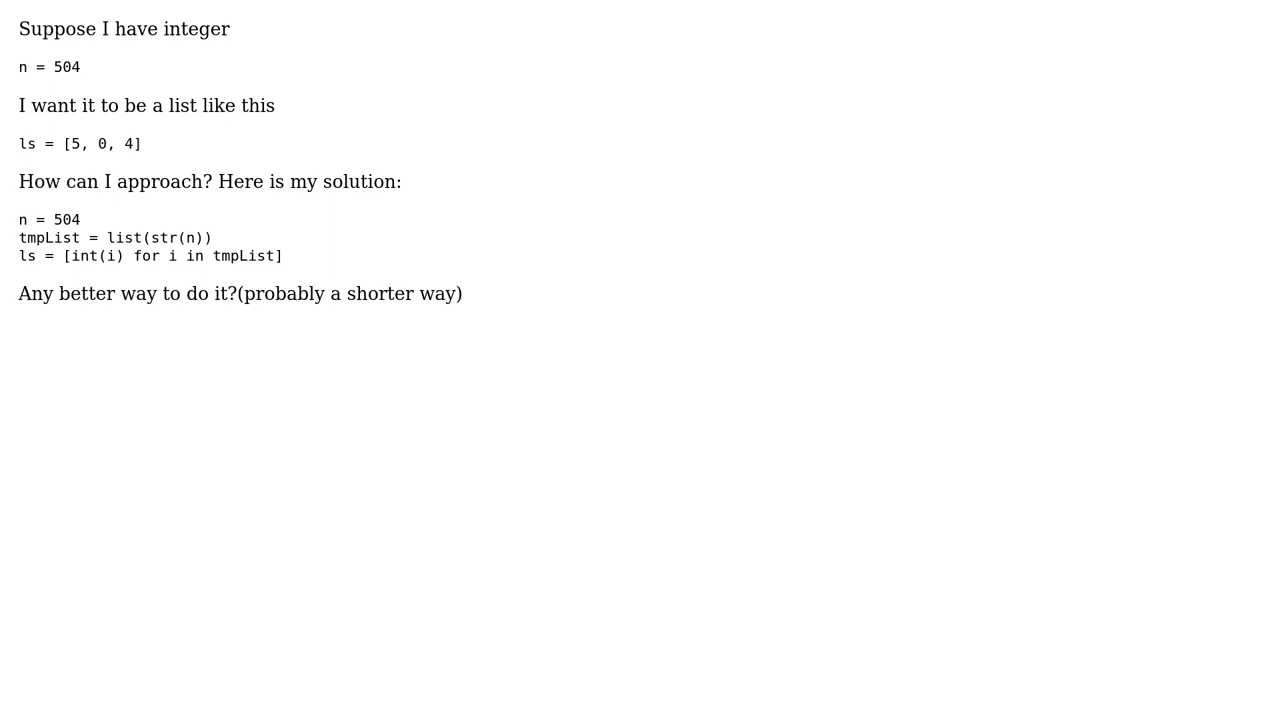 Suppose I have integer
n = 504
I want it to be a list like this
ls = [5, 0, 4]
How can I approach? Here is my solution:
n = 504
tmpList = list(str(n))
ls = [int(i) for i in tmpList]
Any better way to do it?(probably a shorter way)